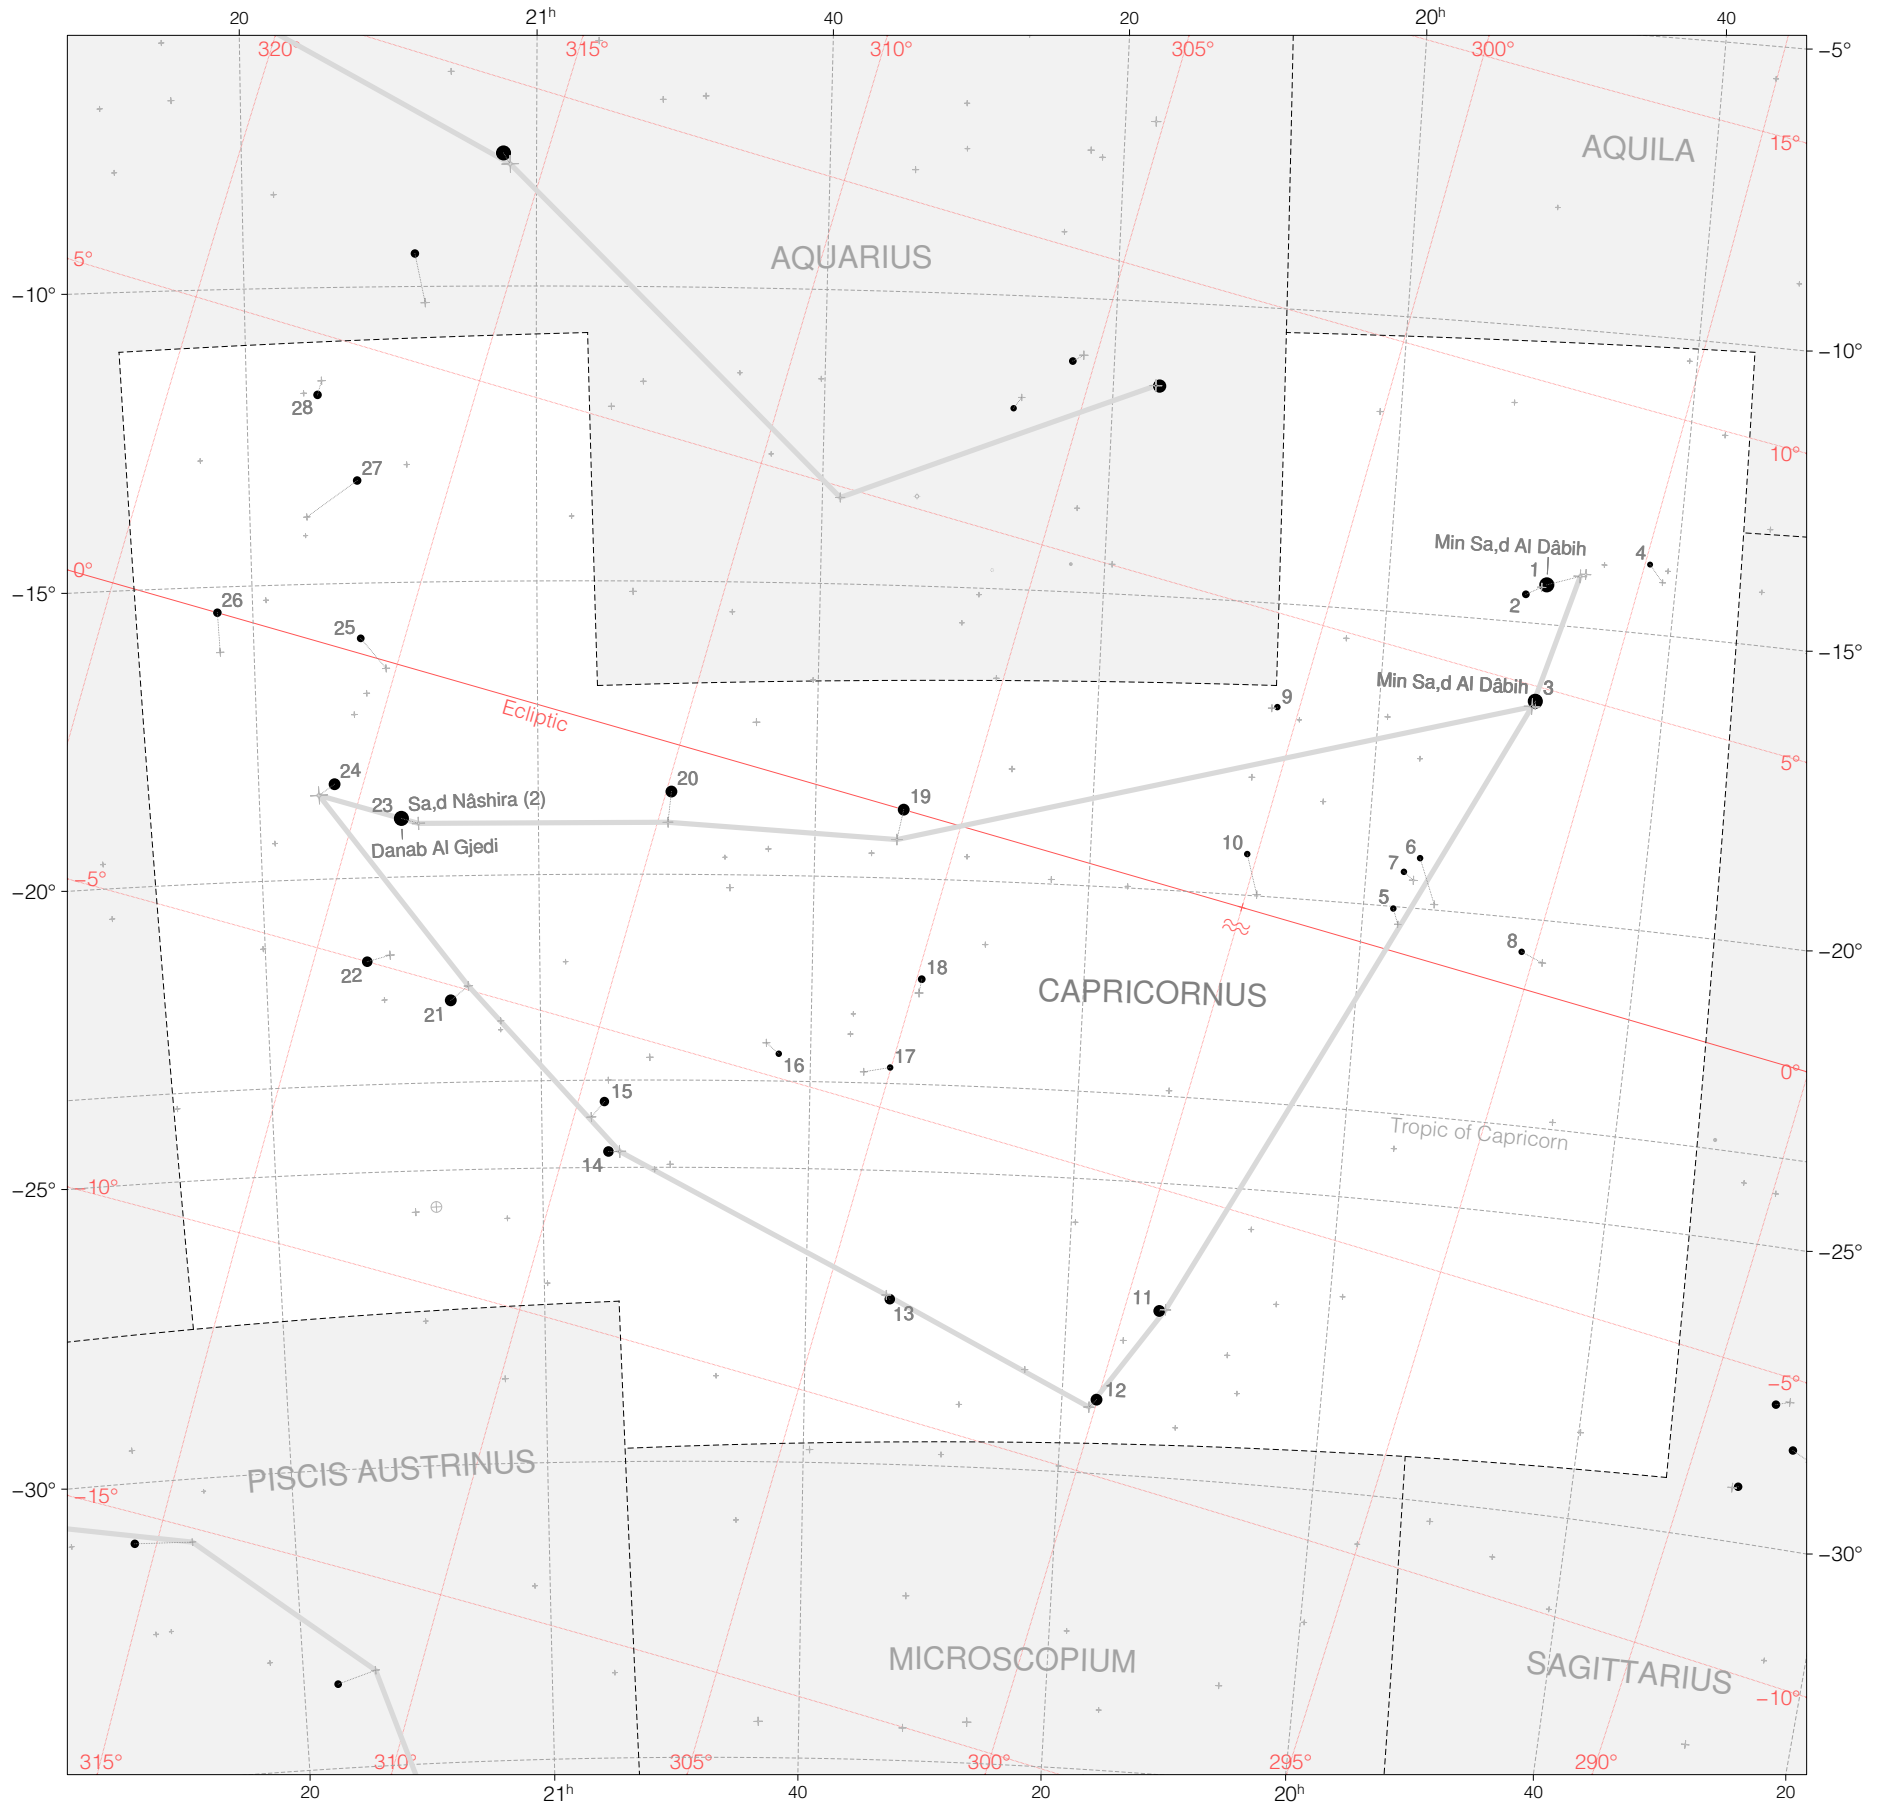 20 21h 40 20 20h 40
320° 315° 310° 305° 300° −5°
15°
AQUILA
5° AQUARIUS
−10°
−10°
28
10°
27
Min Sa,d Al Dâbih
4
1
0°
−15°
2
26
25
−15°
Min Sa,d Al Dâbih 3
9
Ecliptic
5°
24
20
23 Sa,d Nâshira (2)
19
Danab Al Gjedi
10
6
7
−5°
−20°
5
8
−20°
22
18
CAPRICORNUS
21
16
17
0°
15
Tropic of Capricorn
14
−25°
−10°
−25°
11
13
12
−5°
PISCIS AUSTRINUS
−30°
−15°
−30°
MICROSCOPIUM
SAGITTARIUS
−10°
315° 310° 305° 300° 295° 290°
20 21h 40 20 20h 40 20